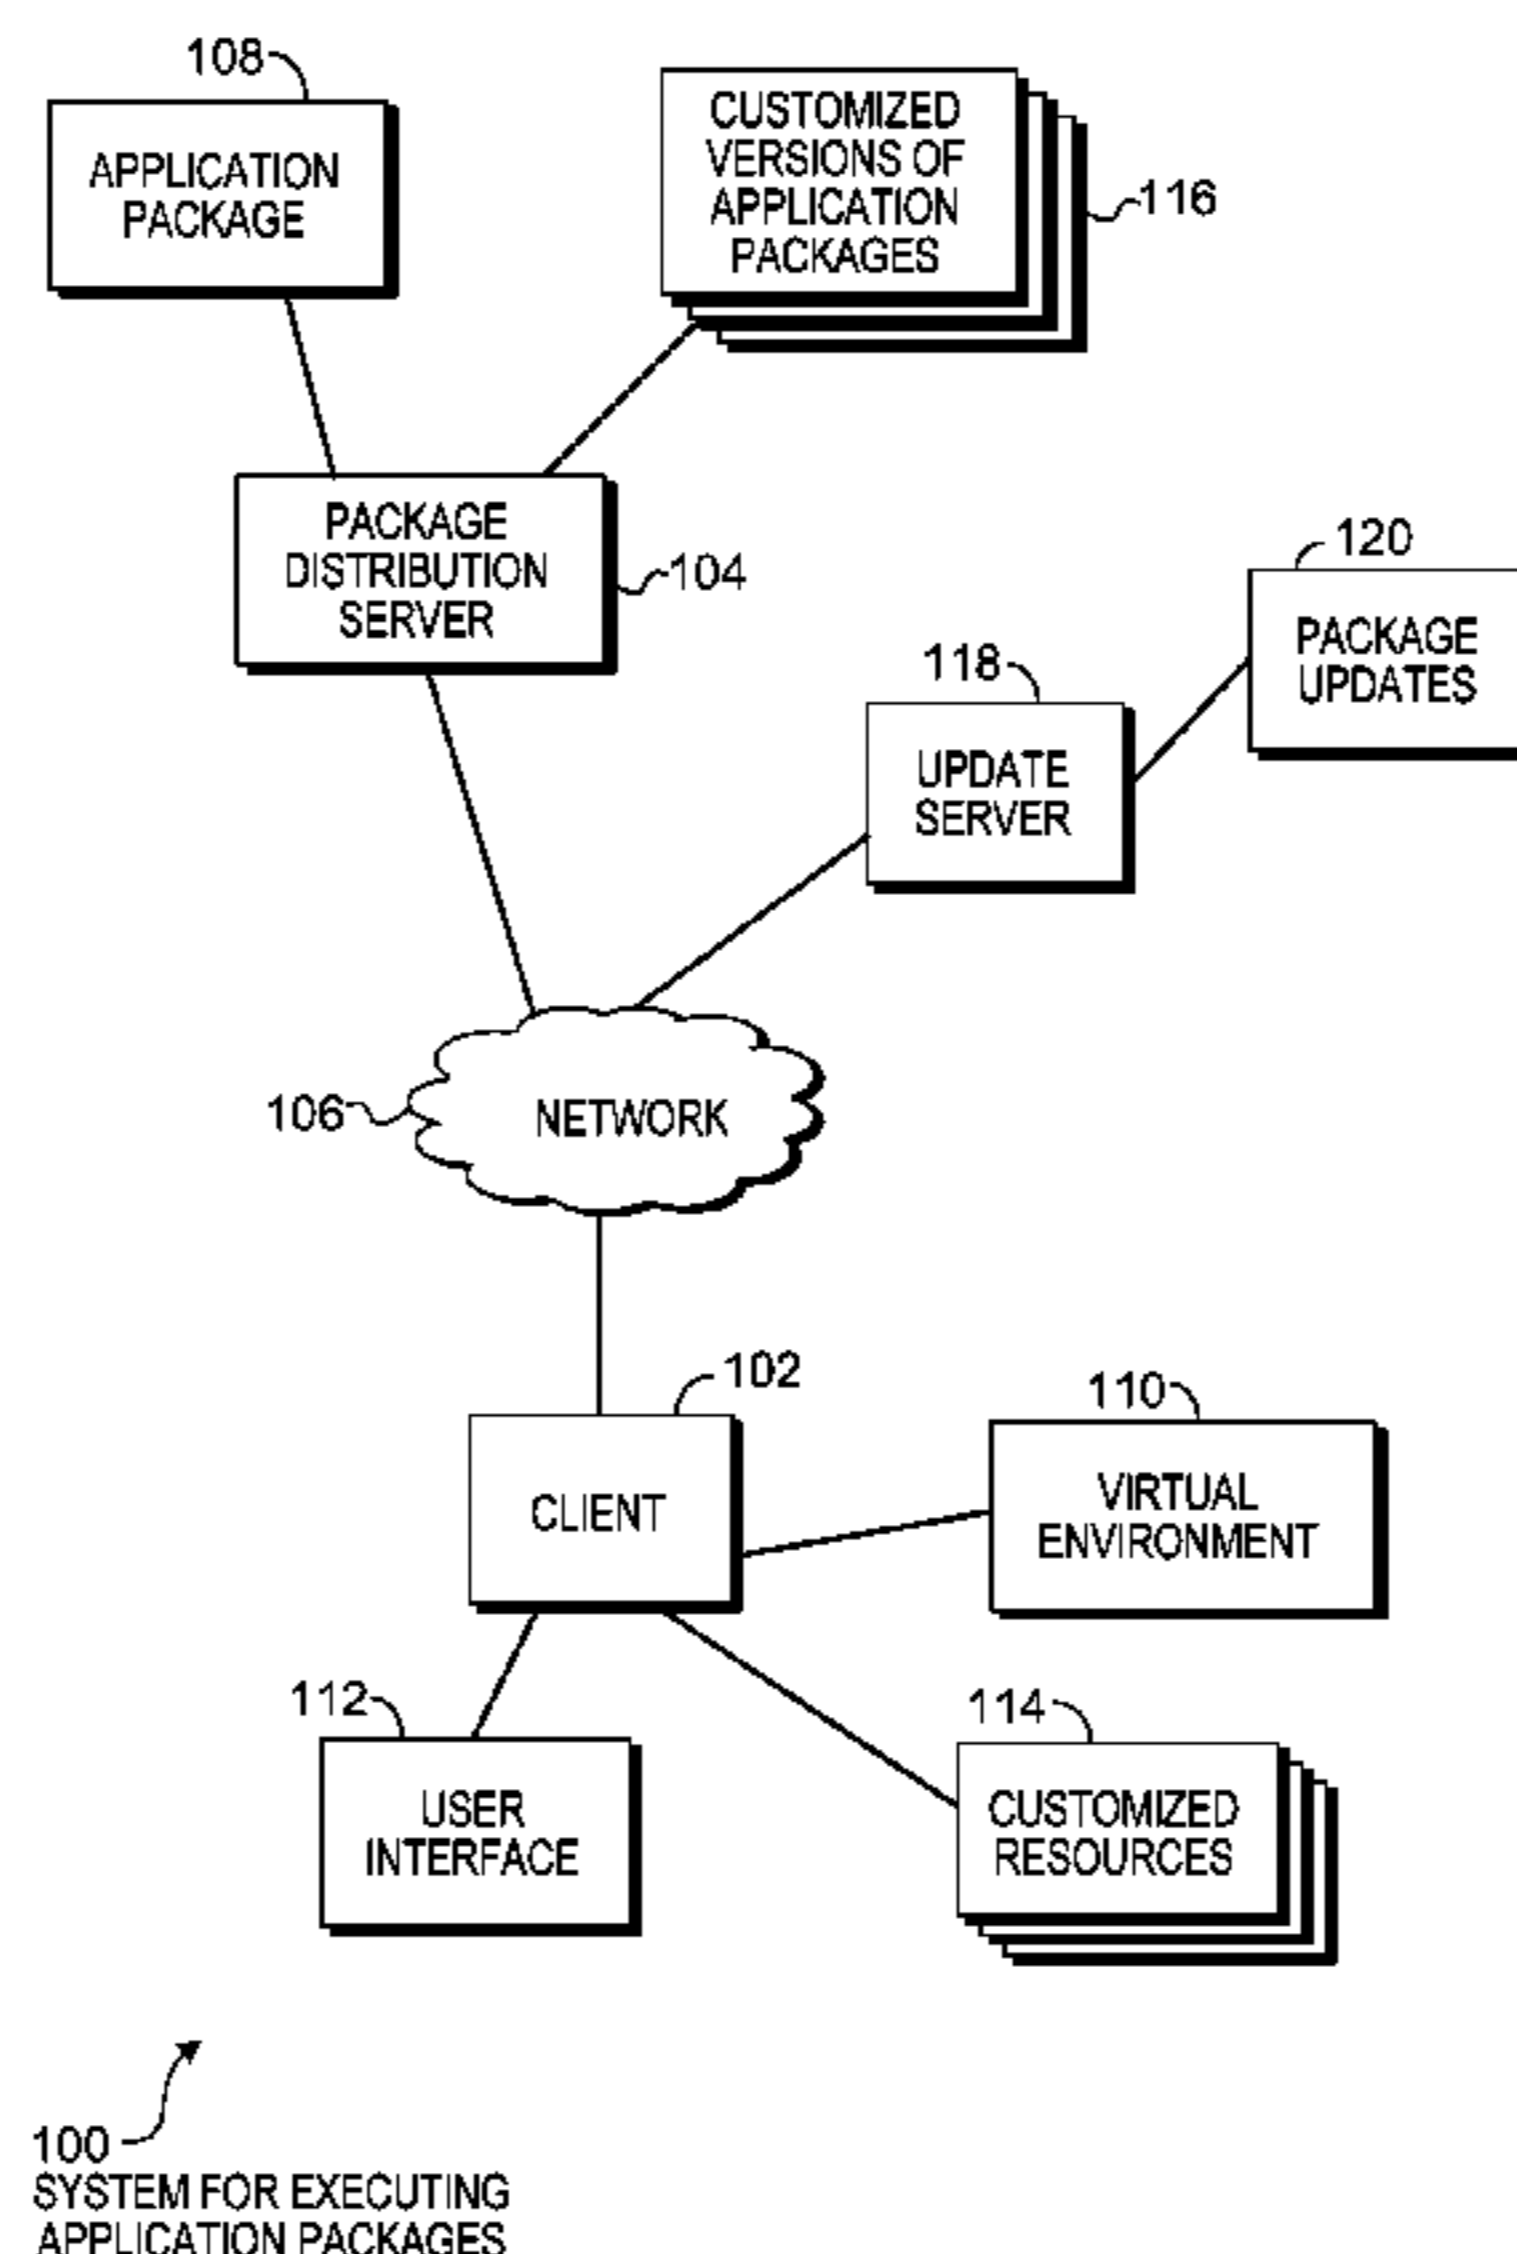 108
APPLICATION
PACKAGE
CUSTOMIZED
VERSIONS OF
APPLICATION
PACKAGES
116
PACKAGE
DISTRIBUTION
SERVER
104
120
PACKAGE
UPDATES
118
UPDATE
SERVER
106
NETWORK
102
CLIENT
110
VIRTUAL
ENVIRONMENT
112
USER
INTERFACE
114
CUSTOMIZED
RESOURCES
100
SYSTEM FOR EXECUTING
APPLICATION PACKAGES